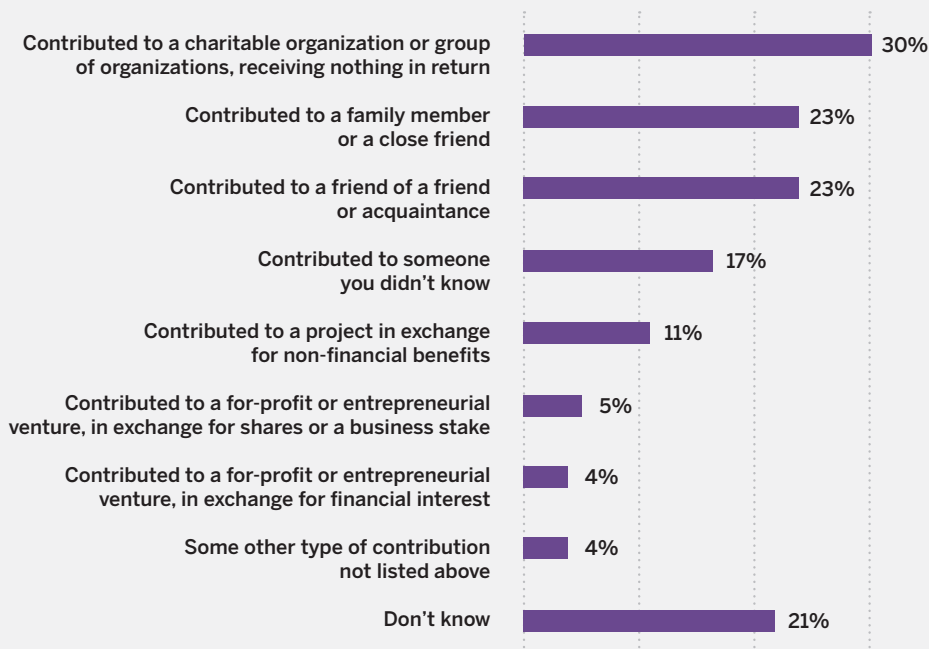 Contributed to a charitable organization or group
of organizations, receiving nothing in return
30%
Contributed to a family member
or a close friend
23%
Contributed to a friend of a friend
or acquaintance
23%
Contributed to someone
you didn't know
17%
Contributed to a project in exchange
for non-financial benefits
11%
Contributed to a for-profit or entrepreneurial
venture, in exchange for shares or a business stake
5%
Contributed to a for-profit or entrepreneurial
venture, in exchange for financial interest
4%
Some other type of contribution
not listed above
4%
Don't know
21%